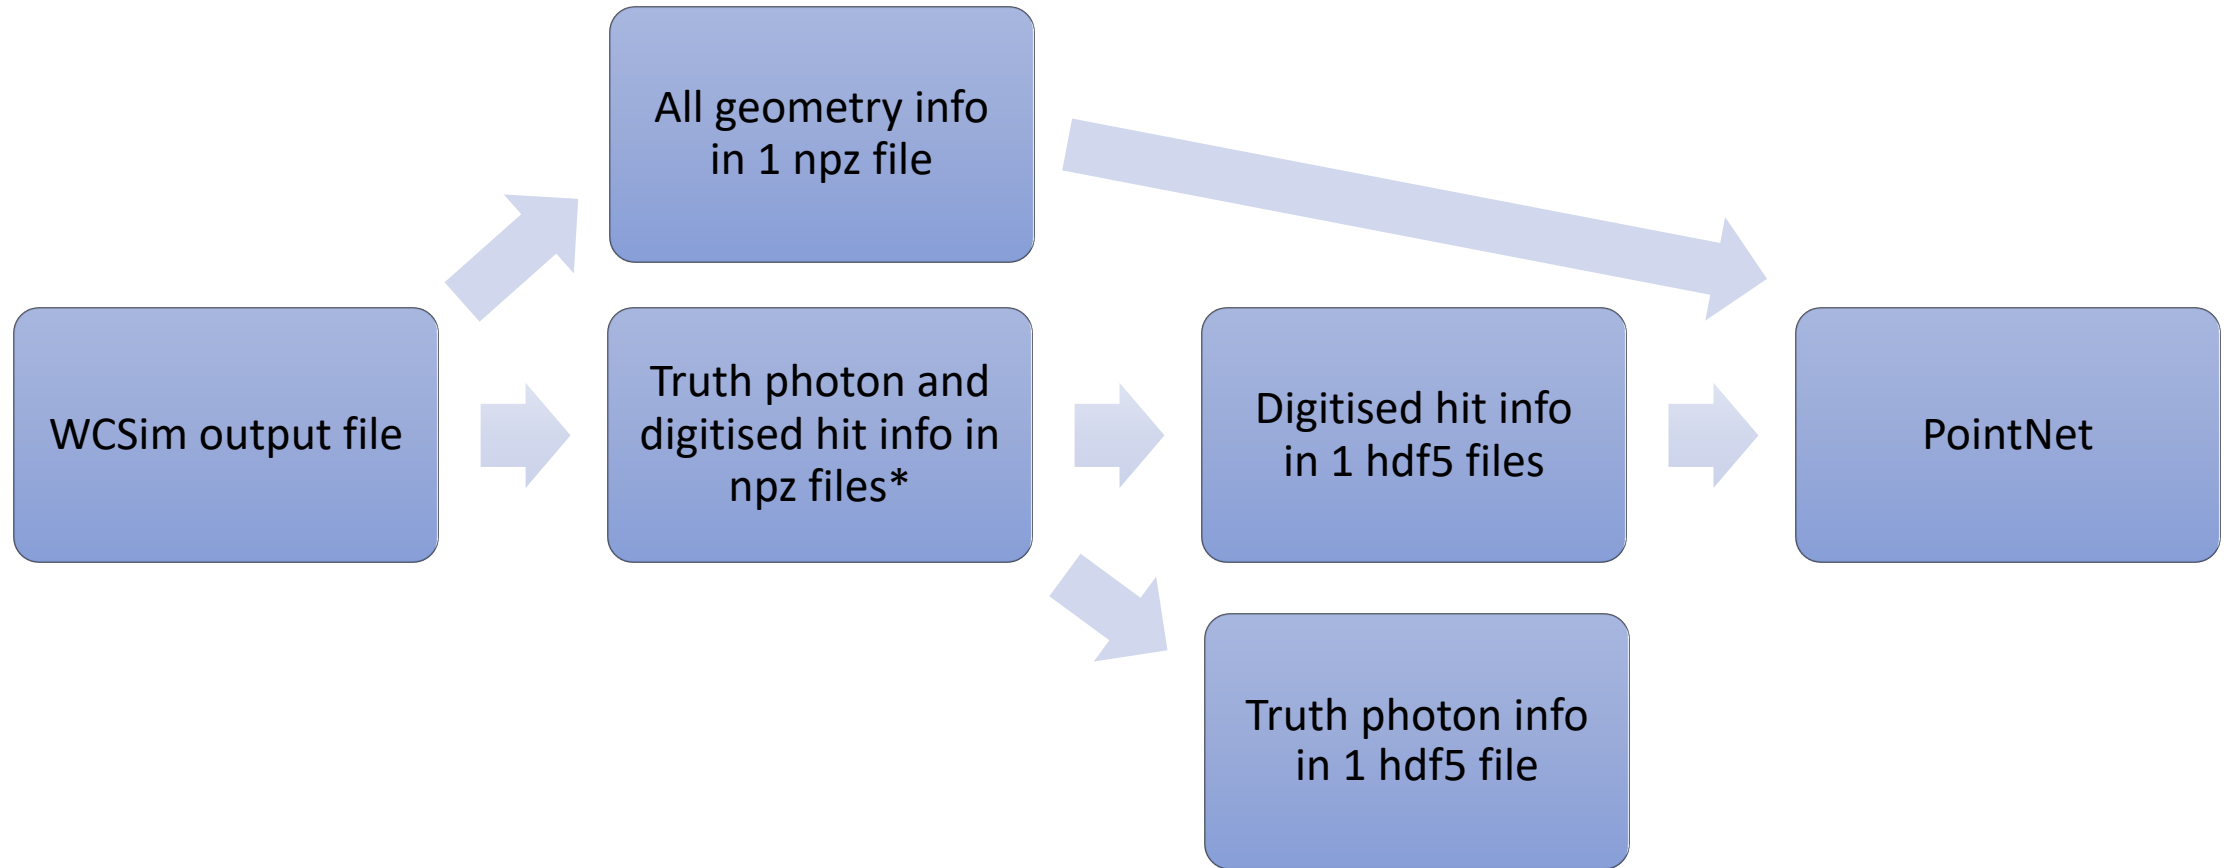 All geometry info
in 1 npz file
WCSim output file
Truth photon and
digitised hit info in
npz files*
Digitised hit info
in 1 hdf5 files
PointNet
Truth photon info
in 1 hdf5 file